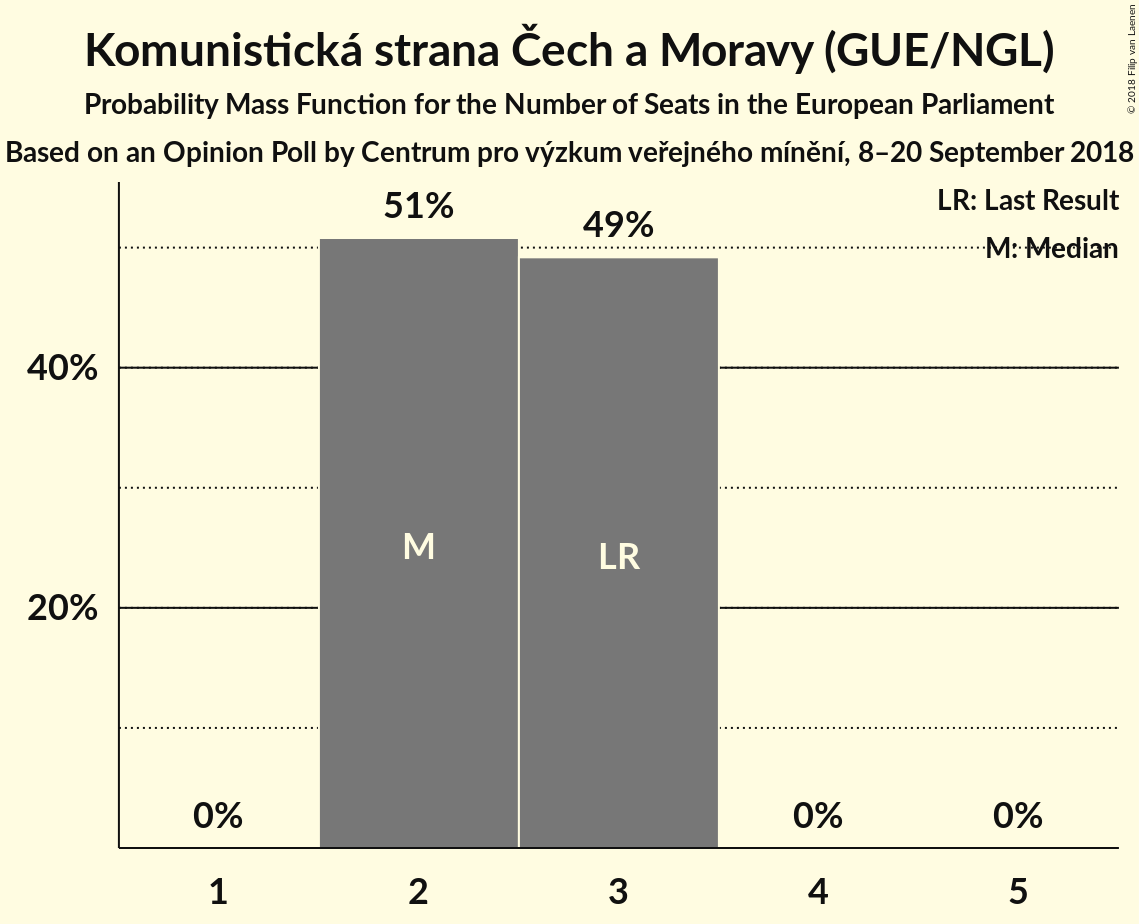 Komunistická strana Čech a Moravy (GUE/NGL)
Probability Mass Function for the Number of Seats in the European Parliament
Based on an Opinion Poll by Centrum pro výzkum veřejného mínění, 8–20 September 2018
© 2018 Filip van Laenen
LR: Last Result
M: Median
51%
49%
40%
M
LR
20%
0%
0%
0%
1
2
3
4
5